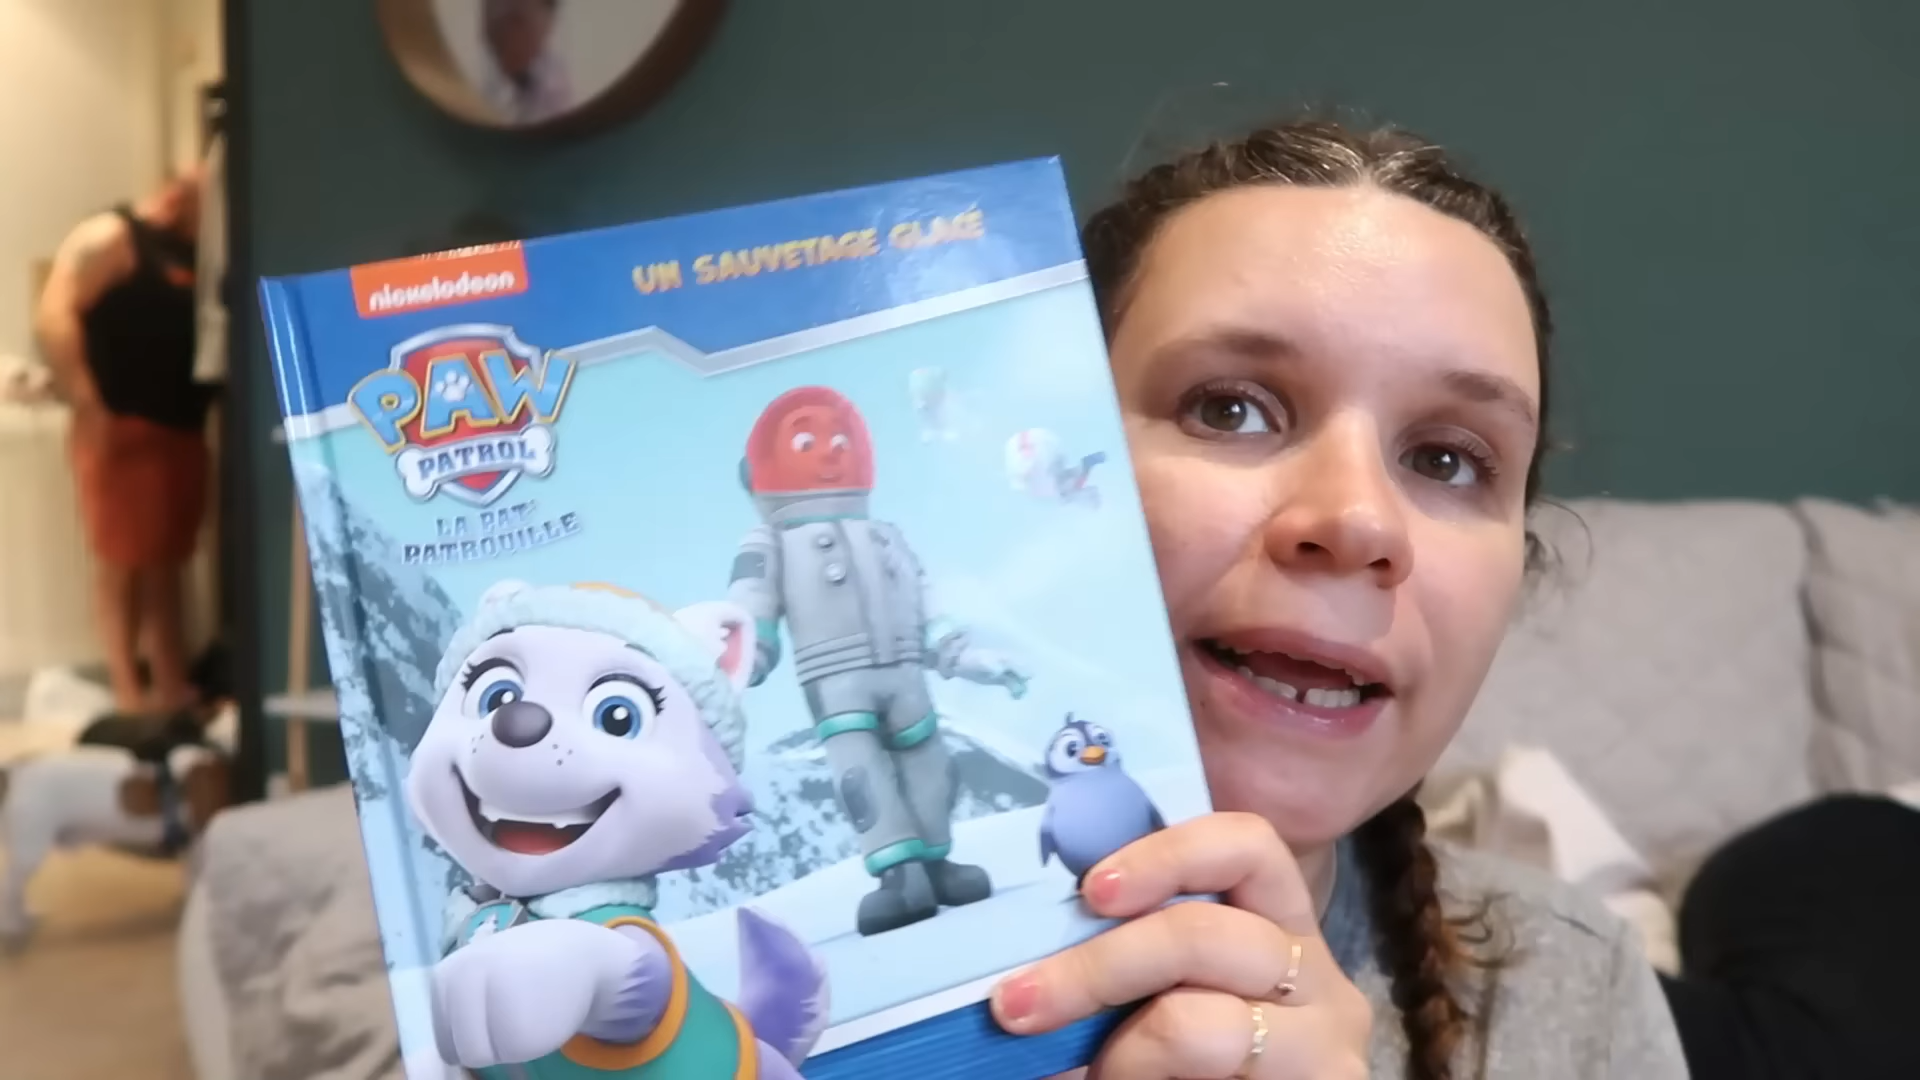 nickelodeon
UN SAUVETAGE GLACÉ
PAW
PATROL
LA PAT'
PATROUILLE